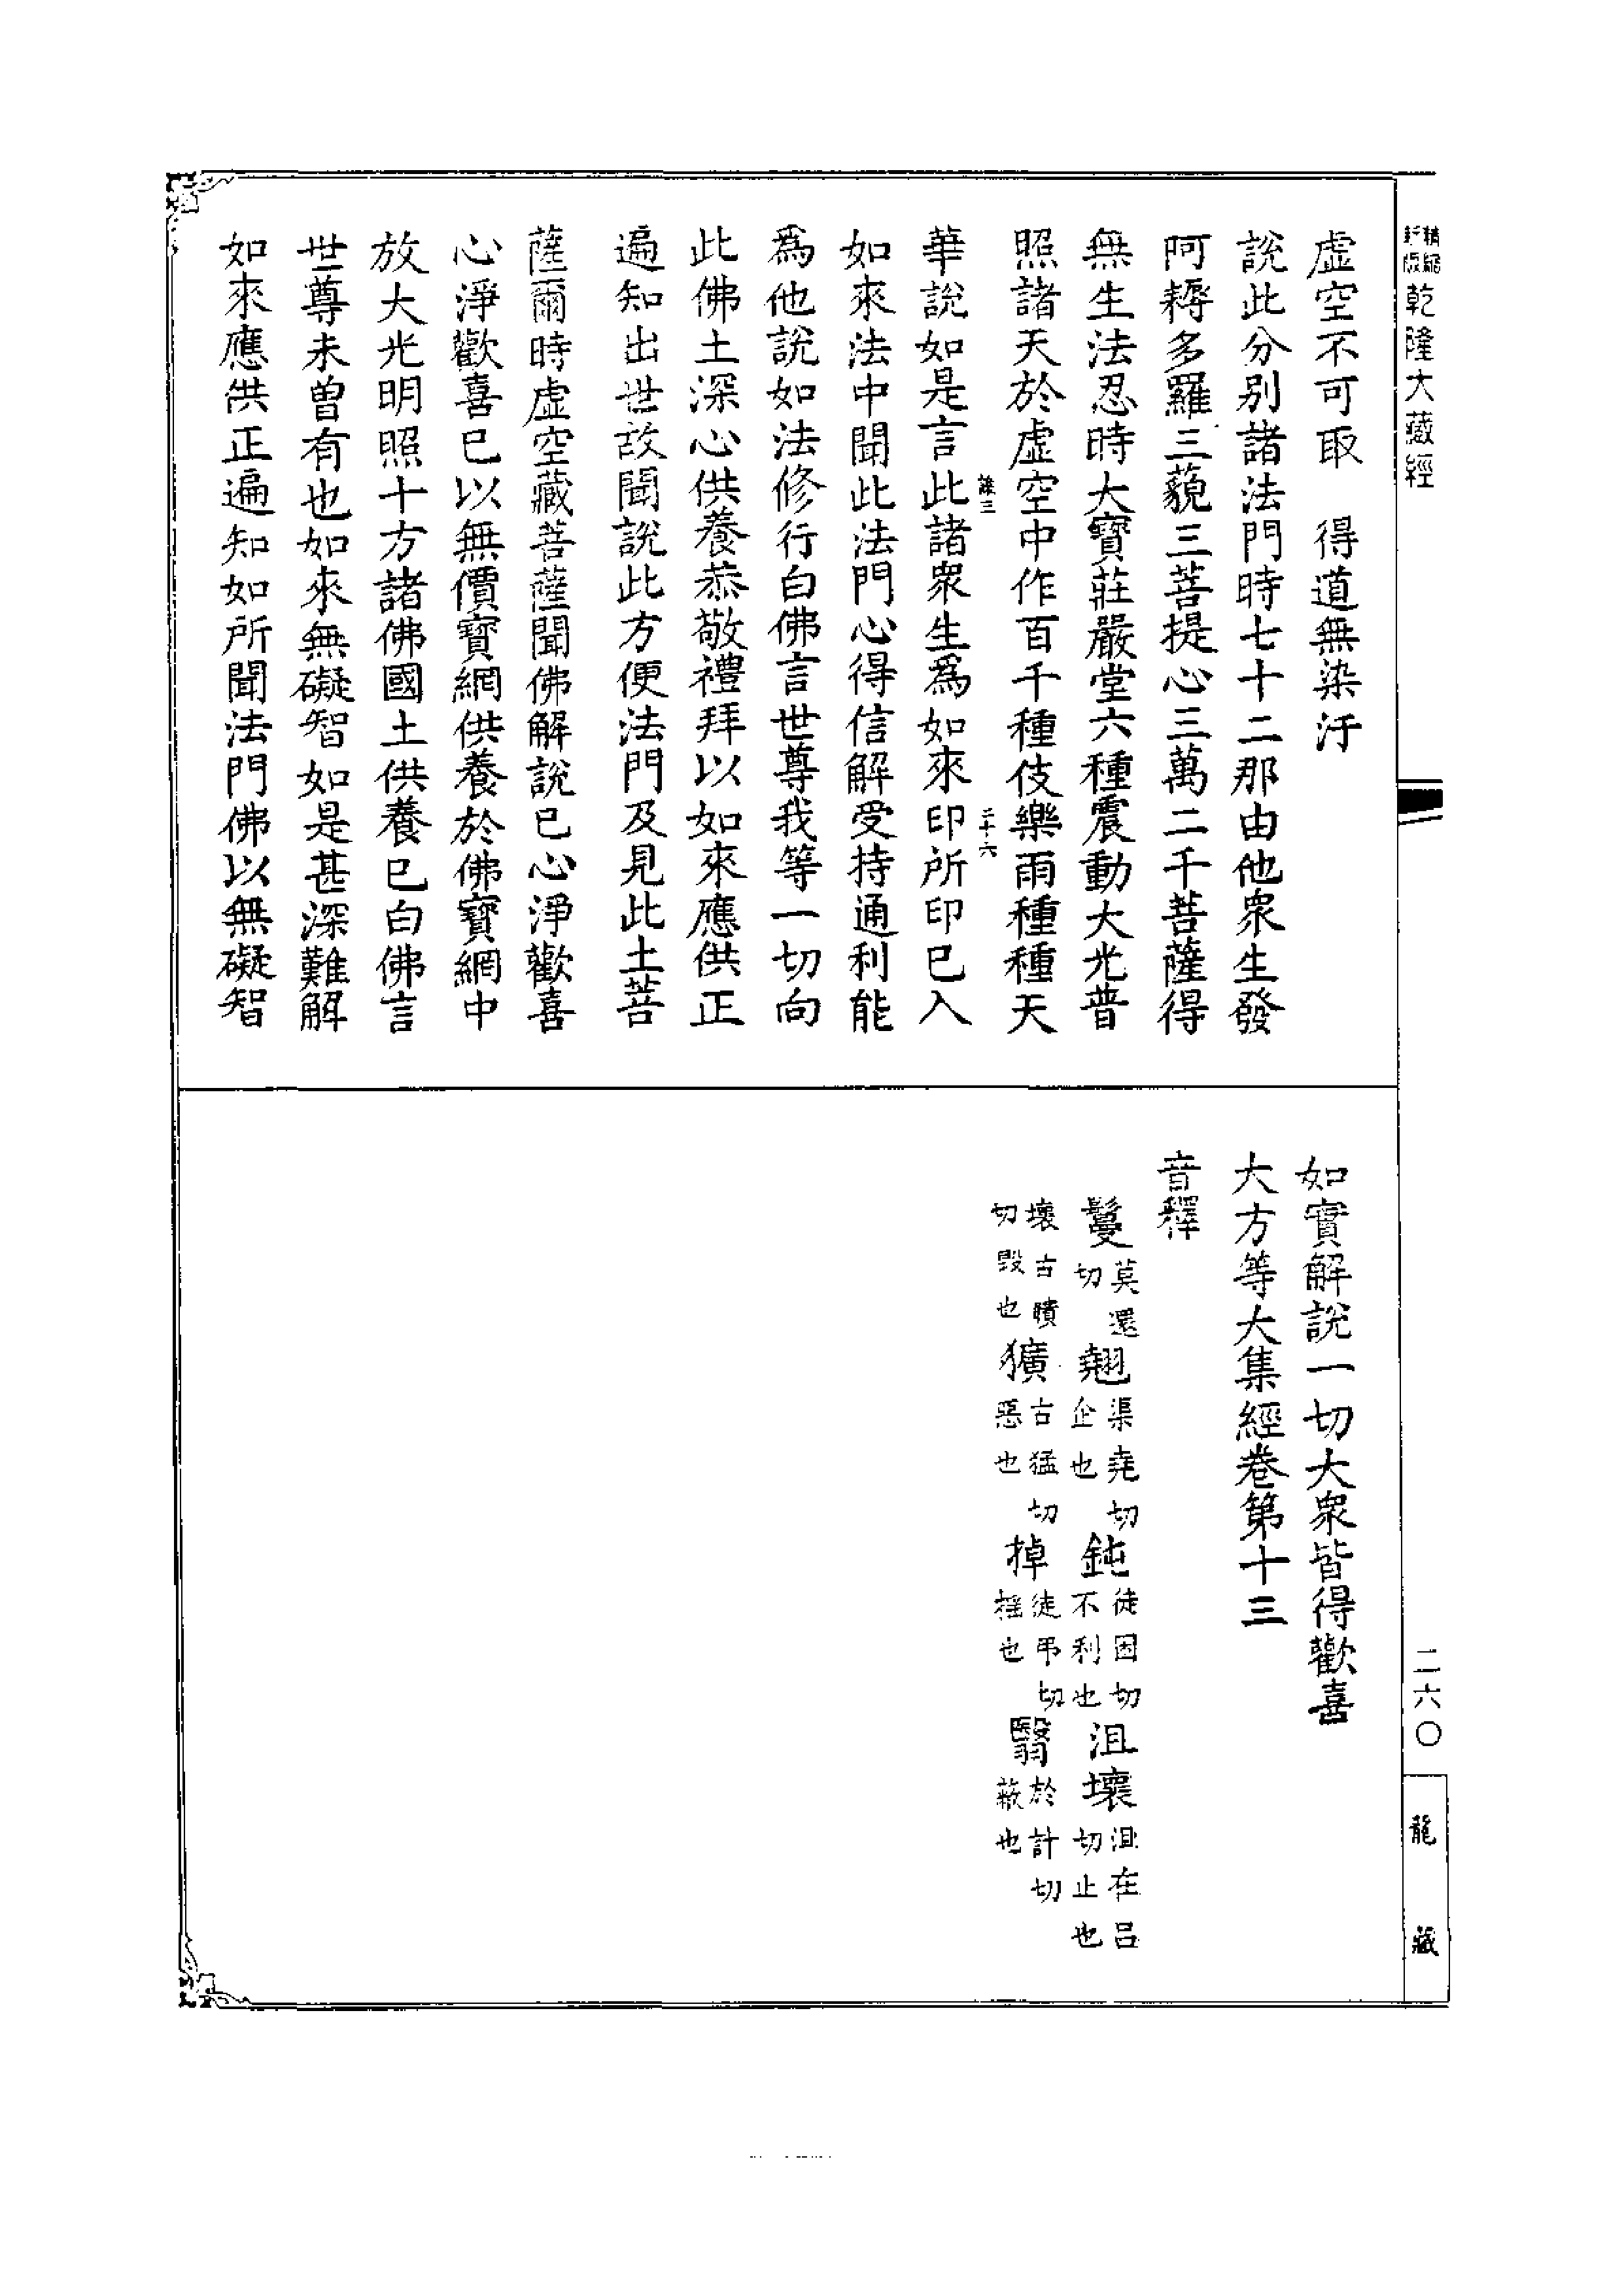 精縮
新版
乾隆大藏經
虛空不可取　得道無染汙
說此分別諸法門時七十二那由他眾生發
阿耨多羅三藐三菩提心三萬二千菩薩得
無生法忍時大寶莊嚴堂六種震動大光普
照諸天於虛空中作百千種伎樂雨種種天
三十六
華說如是言此諸眾生爲如來印所印已入
如來法中聞此法門心得信解受持通利能
爲他說如法修行白佛言世尊我等一切向
此佛土深心供養恭敬禮拜以如來應供正
遍知出世故聞說此方便法門及見此土菩
薩爾時虛空藏菩薩聞佛解說已心淨歡喜
心淨歡喜已以無價寶網供養於佛寶網中
放大光明照十方諸佛國土供養已白佛言
世尊未曾有也如來無礙智如是甚深難解
如來應供正遍知如所聞法門佛以無礙智
如實解說一切大眾皆得歡喜
大方等大集經卷第十三
音釋
鬘莫還切翹渠堯切企也鈍徒困切不利也沮壞沮在呂切止也
壞古聵切毀也獷古猛切惡也掉徒弔切搖也翳於計切蔽也
二六〇
龍藏